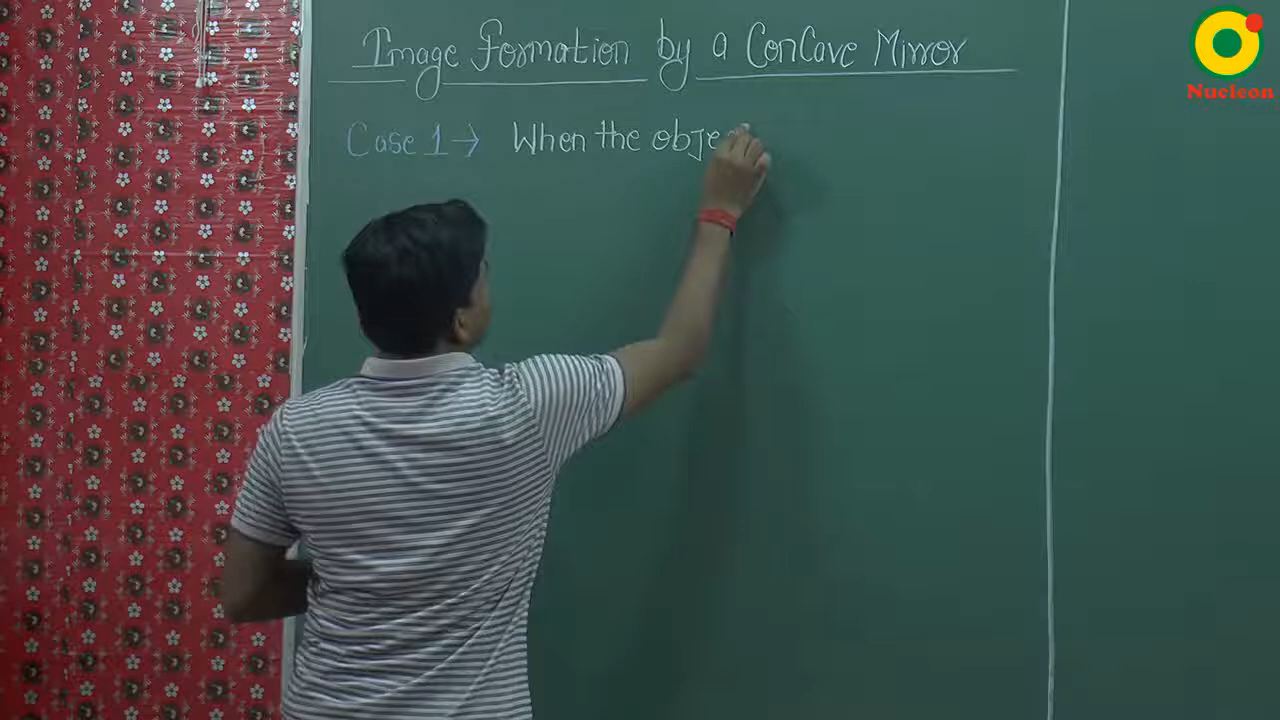 Image Formation by a Concave Mirror
Case 1 → When the obje
Nucleon